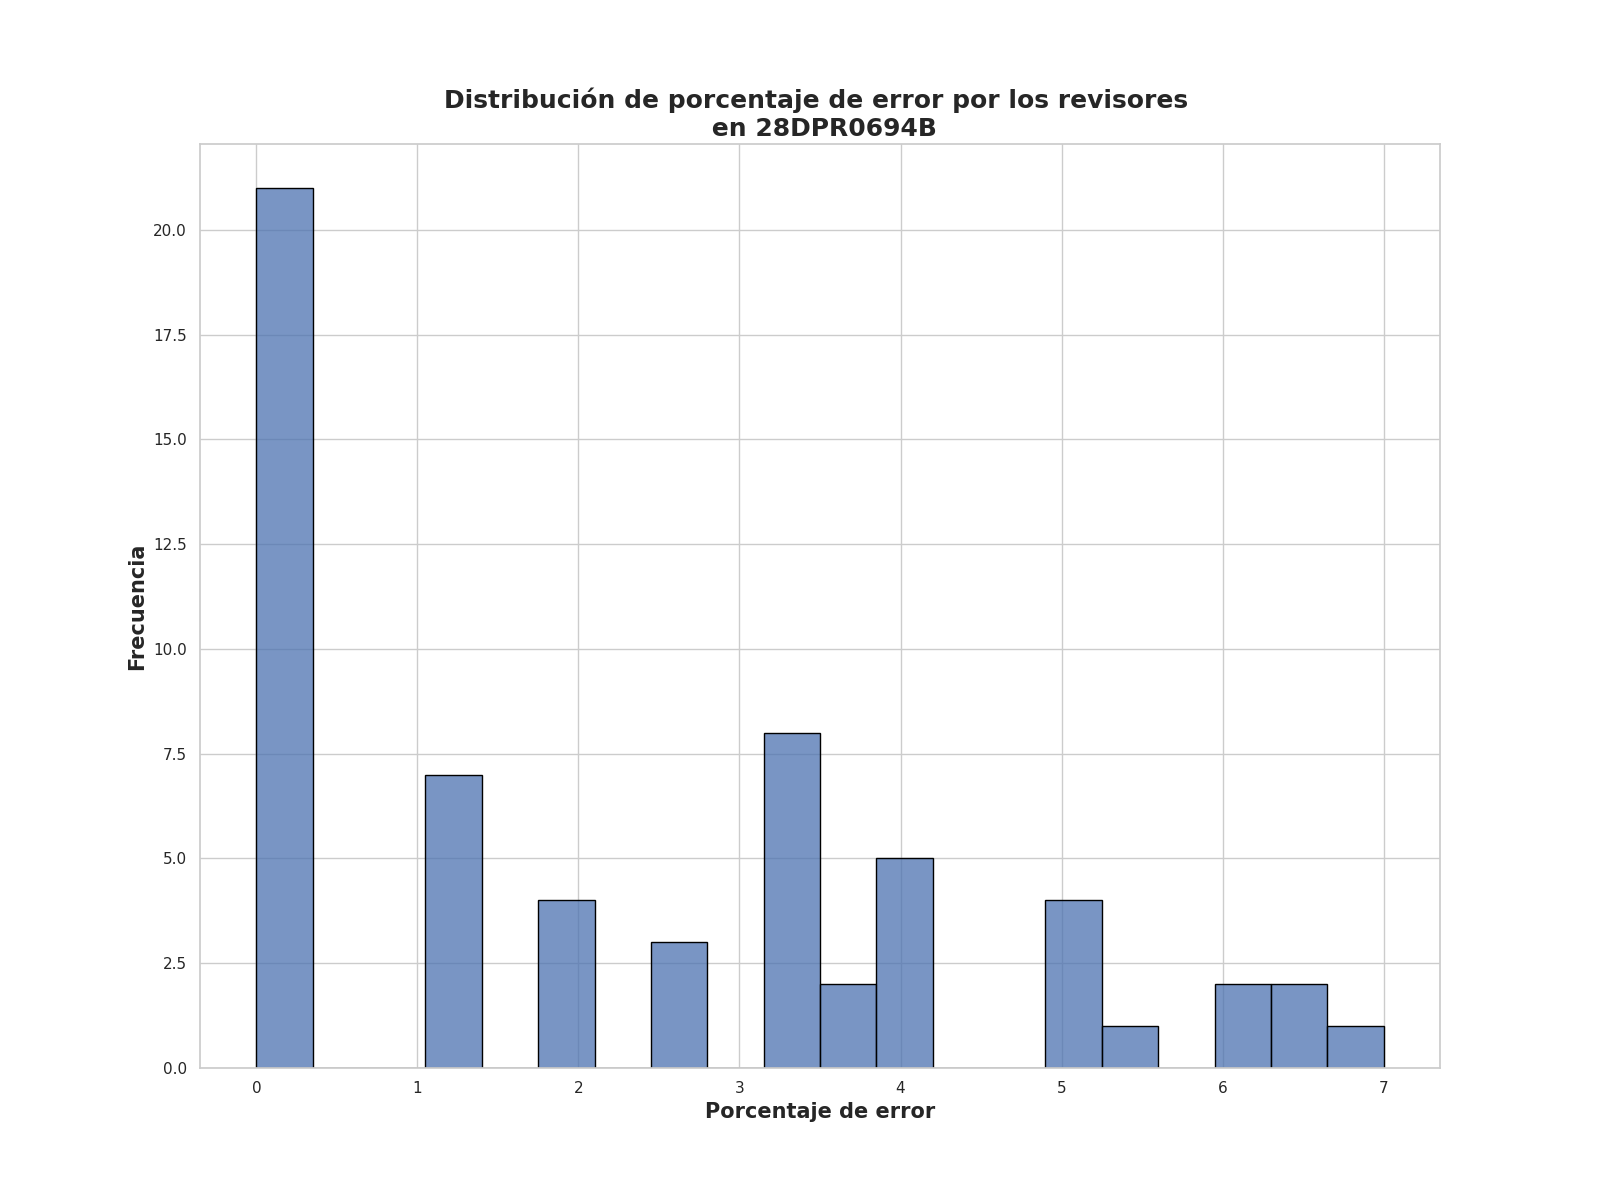 Distribución de porcentaje de error por los revisores
en 28DPR0694B
20.0
17.5
15.0
12.5
10.0
7.5
5.0
2.5
0.0
Frecuencia
0 1 2 3 4 5 6 7
Porcentaje de error